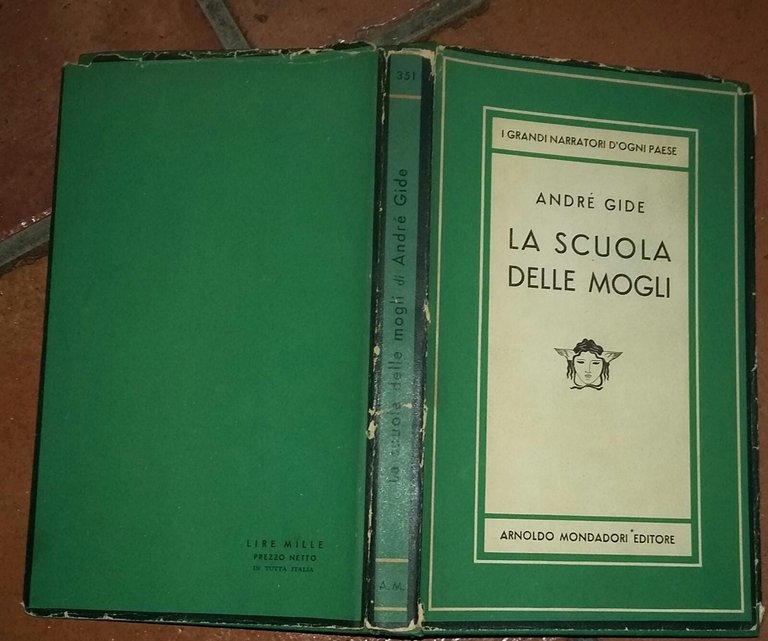 I GRANDI NARRATORI D'OGNI PAESE
ANDRÉ GIDE
LA SCUOLA
DELLE MOGLI
ARNOLDO MONDADORI * EDITORE
351
La scuola delle mogli di André Gide
A. M.
LIRE MILLE
PREZZO NETTO
IN TUTTA ITALIA